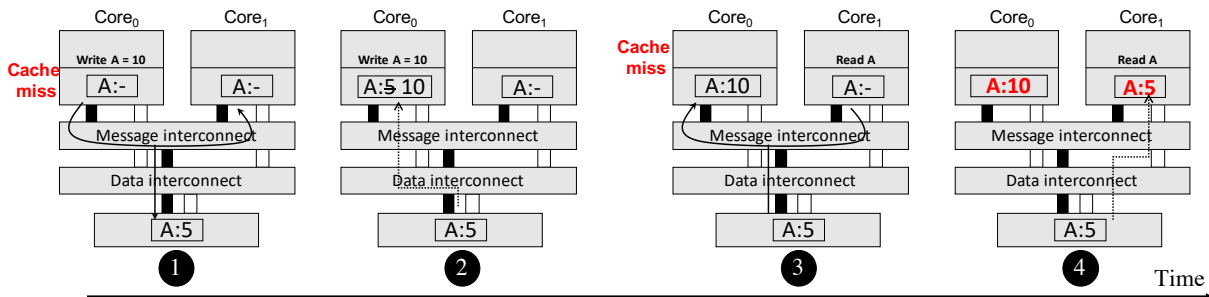 Core₀ Core₁
Write A = 10
Cache miss
A:- A:-
Message interconnect
Data interconnect
A:5
1
Core₀ Core₁
Write A = 10
A:5 10 A:-
Message interconnect
Data interconnect
A:5
2
Core₀ Core₁
Cache miss
Read A
A:10 A:-
Message interconnect
Data interconnect
A:5
3
Core₀ Core₁
Read A
A:10 A:5
Message interconnect
Data interconnect
A:5
4
Time